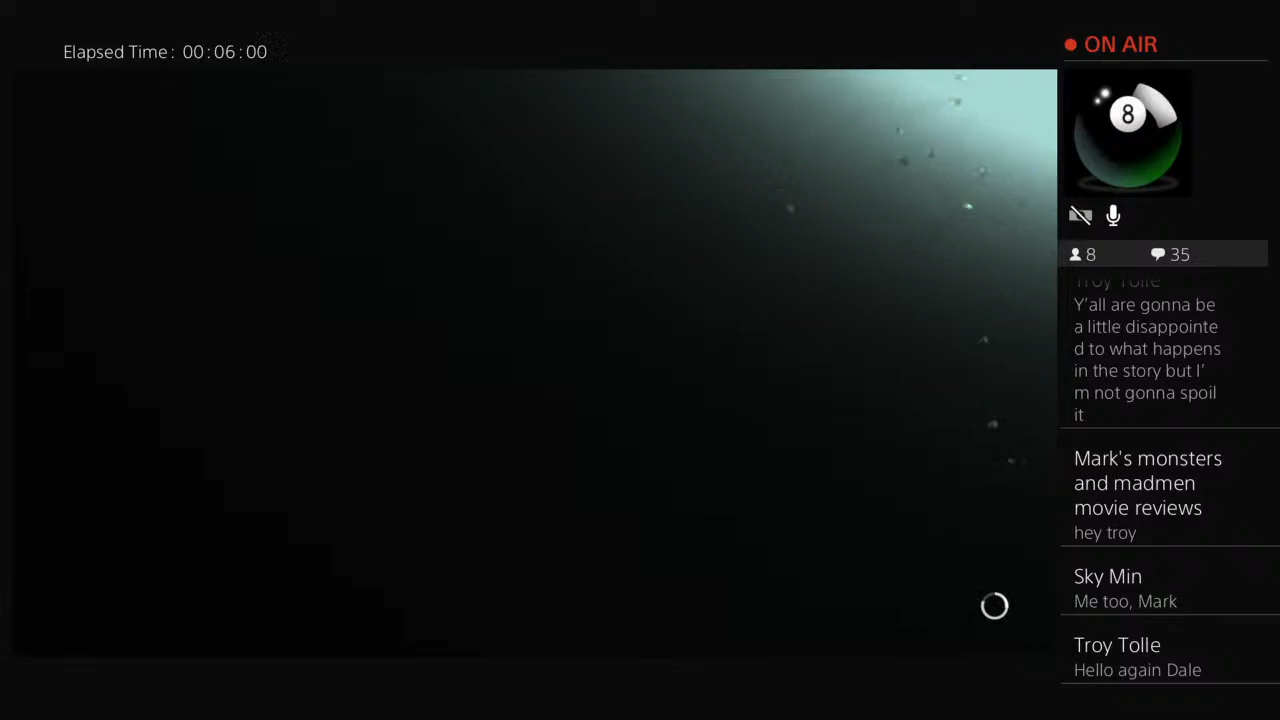 Elapsed Time: 00:06:00
ON AIR
8
8
35
Troy Tolle
Y'all are gonna be
a little disappointe
d to what happens
in the story but I'
m not gonna spoil
it
Mark's monsters
and madmen
movie reviews
hey troy
Sky Min
Me too, Mark
Troy Tolle
Hello again Dale